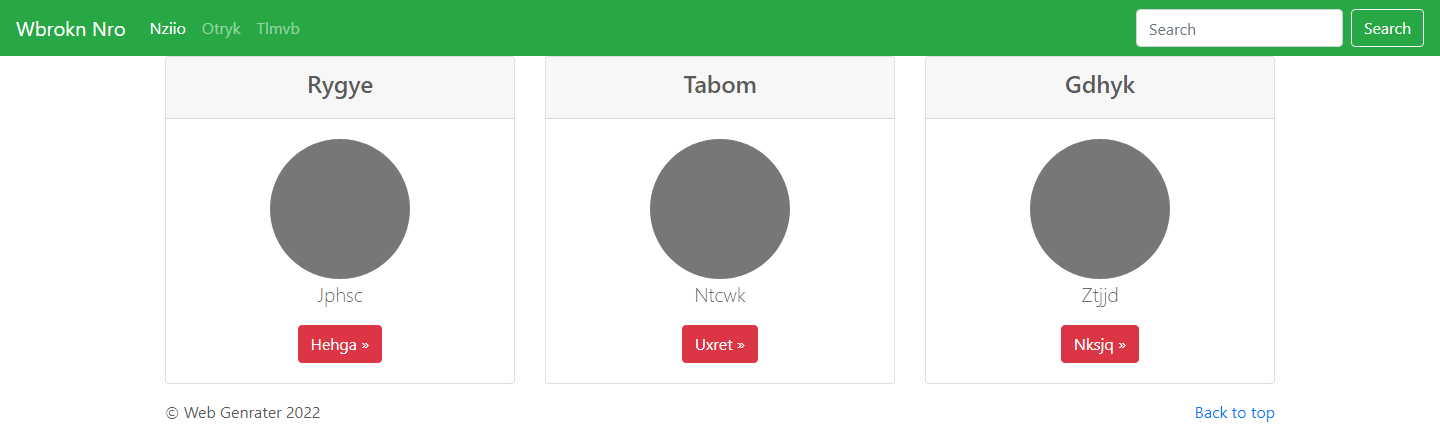 Wbrokn Nro Nziio Otryk Tlmvb Search Search
Rygye Tabom Gdhyk
Jphsc Ntcwk Ztjjd
Hehga » Uxret » Nksjq »
© Web Genrater 2022 Back to top